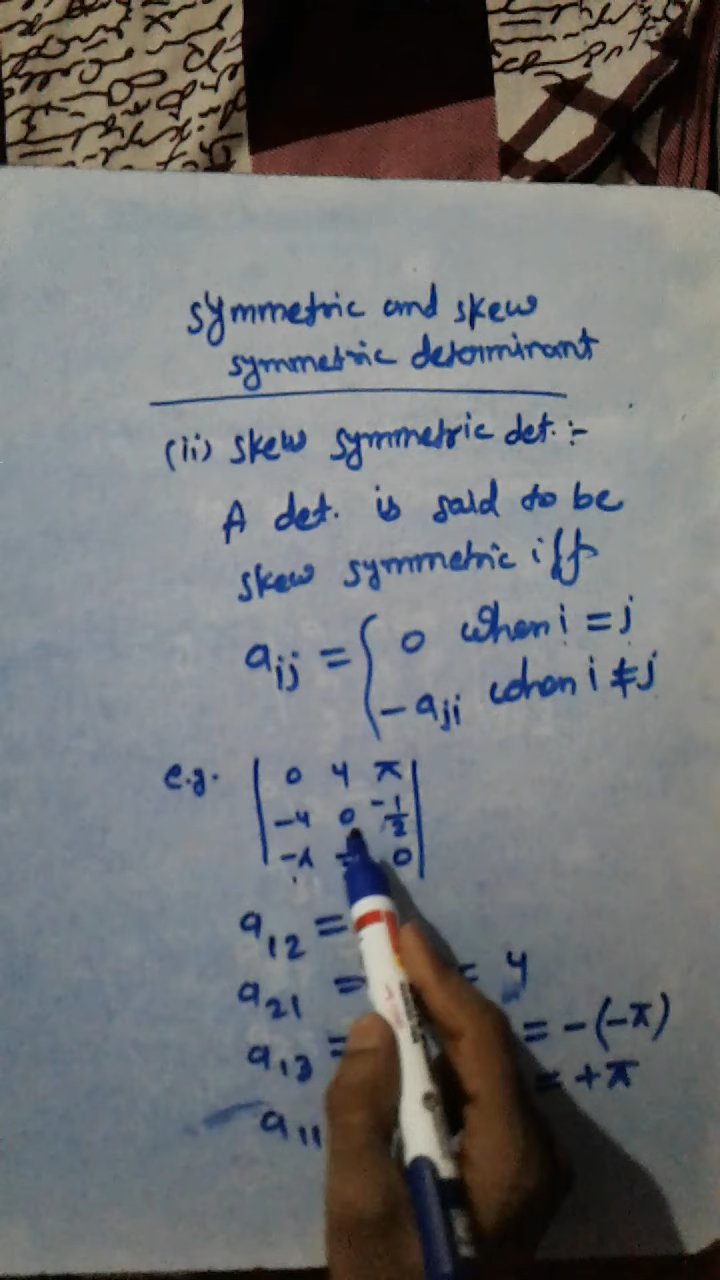 symmetric and skew
symmetric determinant
(ii) skew symmetric det. :-
A det. is said to be
skew symmetric iff
aij = { 0 when i = j
-aji when i ≠ j
e.g. | 0 4 π |
| -4 0 -1/2 |
| -π 0 |
a12 =
a21 = = 4
a13 = = -(-π)
= +π
a11